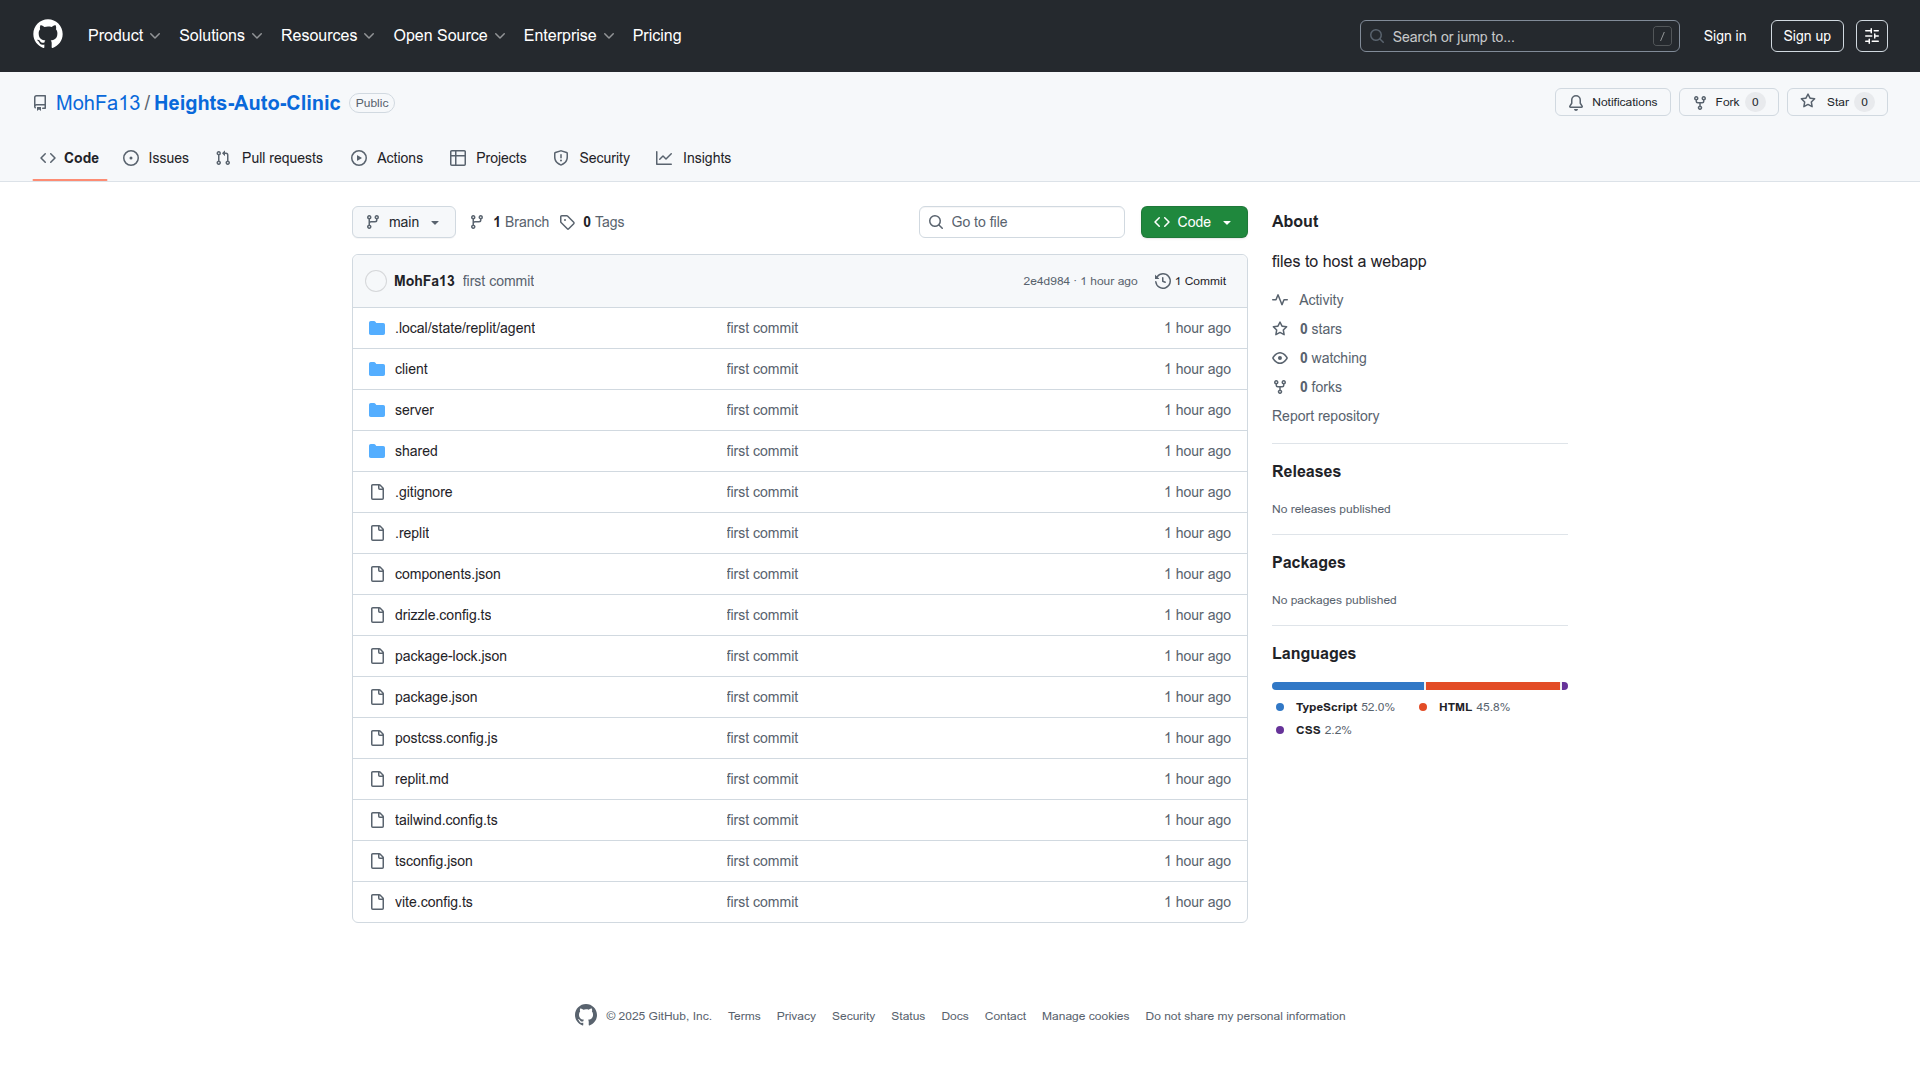 Product Solutions Resources Open Source Enterprise Pricing Search or jump to... / Sign in Sign up
MohFa13 / Heights-Auto-Clinic Public Notifications Fork 0 Star 0
Code Issues Pull requests Actions Projects Security Insights
main 1 Branch 0 Tags Go to file Code
MohFa13 first commit 2e4d984 · 1 hour ago 1 Commit
.local/state/replit/agent first commit 1 hour ago
client first commit 1 hour ago
server first commit 1 hour ago
shared first commit 1 hour ago
.gitignore first commit 1 hour ago
.replit first commit 1 hour ago
components.json first commit 1 hour ago
drizzle.config.ts first commit 1 hour ago
package-lock.json first commit 1 hour ago
package.json first commit 1 hour ago
postcss.config.js first commit 1 hour ago
replit.md first commit 1 hour ago
tailwind.config.ts first commit 1 hour ago
tsconfig.json first commit 1 hour ago
vite.config.ts first commit 1 hour ago
About
files to host a webapp
Activity
0 stars
0 watching
0 forks
Report repository
Releases
No releases published
Packages
No packages published
Languages
TypeScript 52.0% HTML 45.8%
CSS 2.2%
© 2025 GitHub, Inc. Terms Privacy Security Status Docs Contact Manage cookies Do not share my personal information